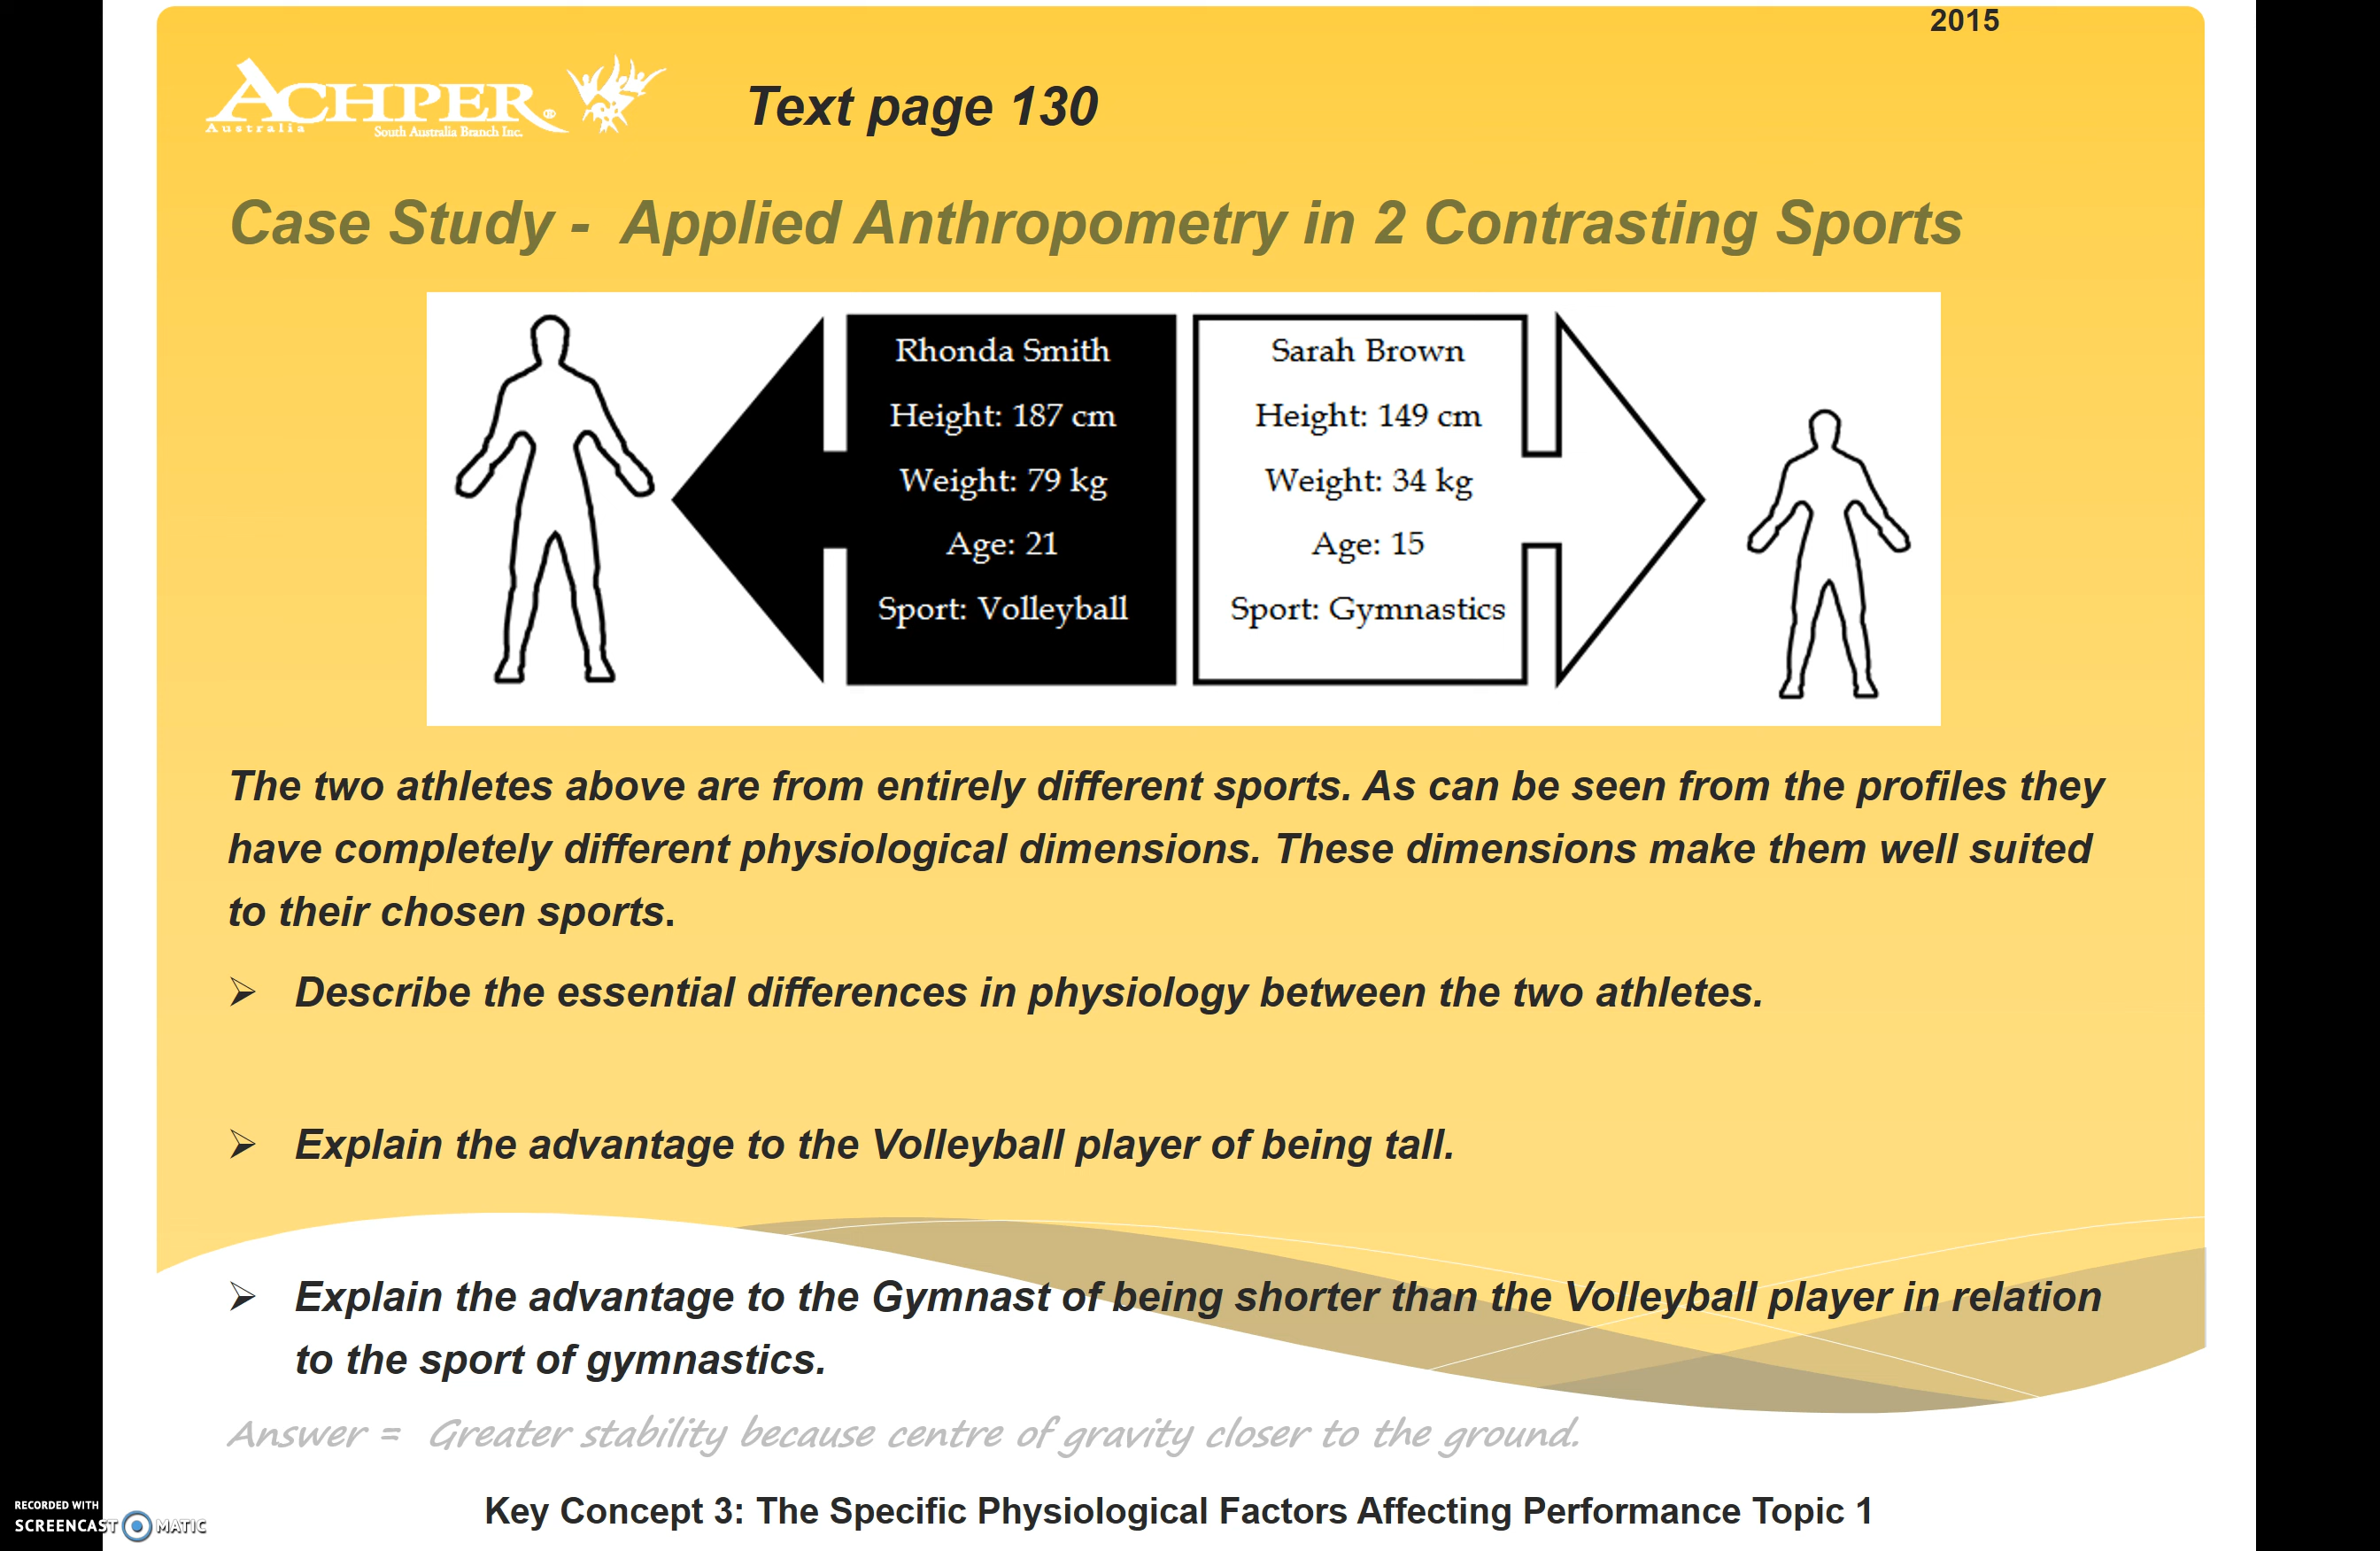 2015
ACHPER®
Australia
South Australia Branch Inc.
Text page 130
Case Study - Applied Anthropometry in 2 Contrasting Sports
Rhonda Smith
Height: 187 cm
Weight: 79 kg
Age: 21
Sport: Volleyball
Sarah Brown
Height: 149 cm
Weight: 34 kg
Age: 15
Sport: Gymnastics
The two athletes above are from entirely different sports. As can be seen from the profiles they
have completely different physiological dimensions. These dimensions make them well suited
to their chosen sports.
➢ Describe the essential differences in physiology between the two athletes.
➢ Explain the advantage to the Volleyball player of being tall.
➢ Explain the advantage to the Gymnast of being shorter than the Volleyball player in relation
to the sport of gymnastics.
Answer = Greater stability because centre of gravity closer to the ground.
Key Concept 3: The Specific Physiological Factors Affecting Performance Topic 1
RECORDED WITH
SCREENCAST MATIC